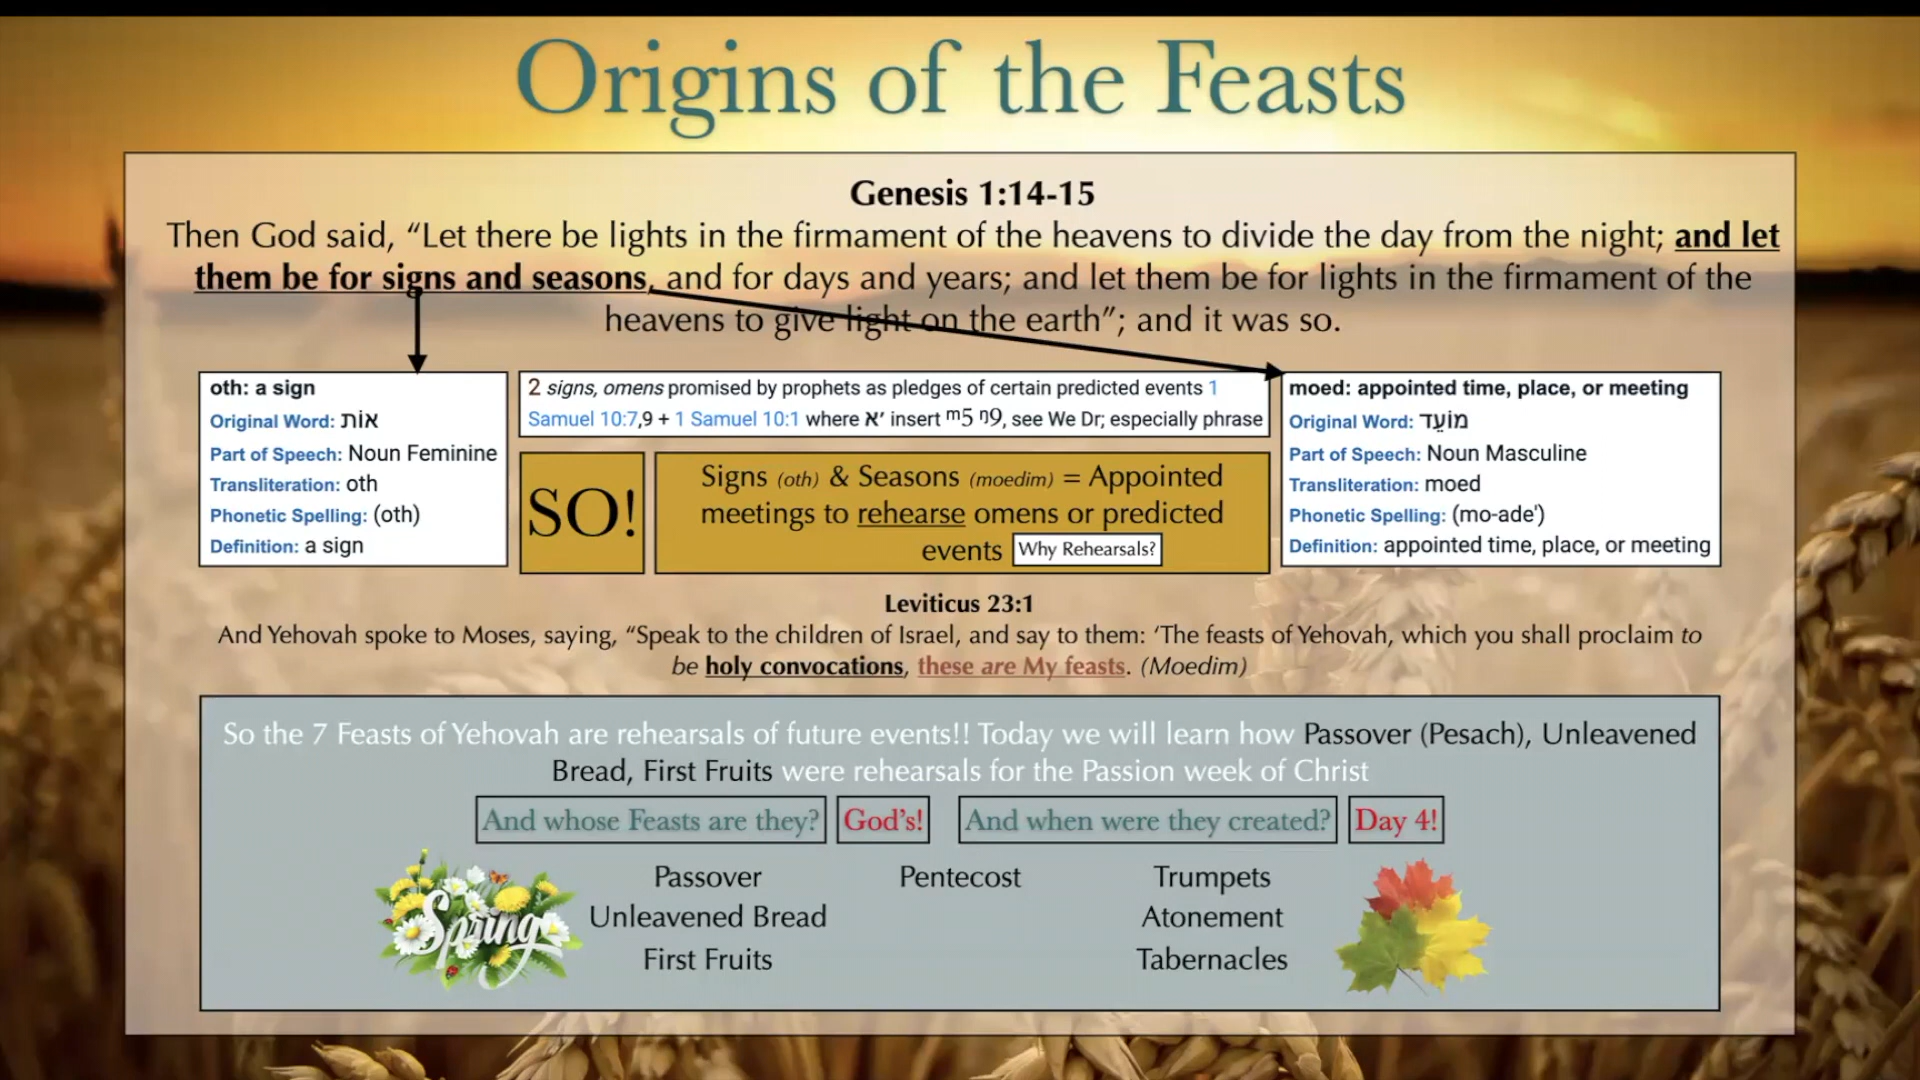 Origins of the Feasts
Genesis 1:14-15
Then God said, “Let there be lights in the firmament of the heavens to divide the day from the night; and let
them be for signs and seasons, and for days and years; and let them be for lights in the firmament of the
heavens to give light on the earth”; and it was so.
oth: a sign
Original Word: אוֹת
Part of Speech: Noun Feminine
Transliteration: oth
Phonetic Spelling: (oth)
Definition: a sign
2 signs, omens promised by prophets as pledges of certain predicted events 1
Samuel 10:7,9 + 1 Samuel 10:1 where א׳ insert ᵐ5 ᵑ9, see We Dr; especially phrase
SO!
Signs (oth) & Seasons (moedim) = Appointed
meetings to rehearse omens or predicted
events Why Rehearsals?
moed: appointed time, place, or meeting
Original Word: מוֹעֵד
Part of Speech: Noun Masculine
Transliteration: moed
Phonetic Spelling: (mo-ade')
Definition: appointed time, place, or meeting
Leviticus 23:1
And Yehovah spoke to Moses, saying, “Speak to the children of Israel, and say to them: ‘The feasts of Yehovah, which you shall proclaim to
be holy convocations, these are My feasts. (Moedim)
So the 7 Feasts of Yehovah are rehearsals of future events!! Today we will learn how Passover (Pesach), Unleavened
Bread, First Fruits were rehearsals for the Passion week of Christ
And whose Feasts are they? God’s! And when were they created? Day 4!
Spring
Passover
Unleavened Bread
First Fruits
Pentecost
Trumpets
Atonement
Tabernacles